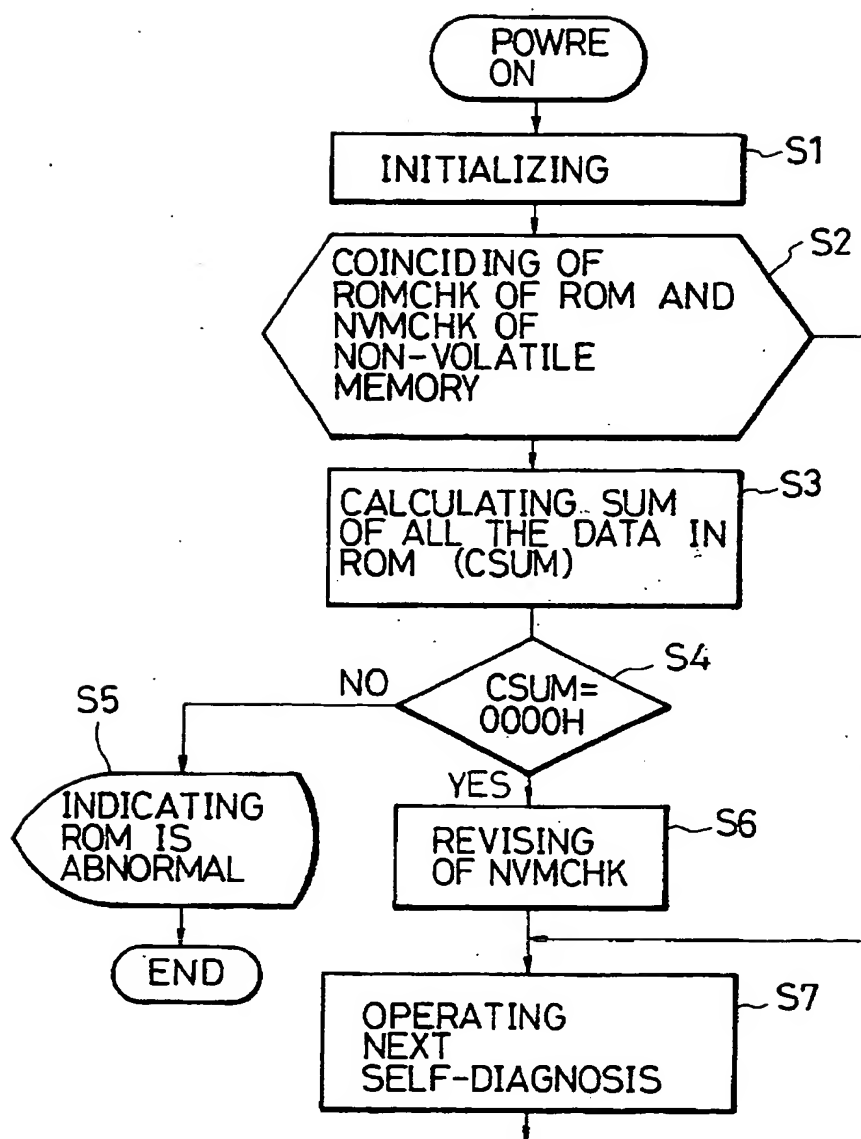 POWRE
ON
INITIALIZING
S1
COINCIDING OF
ROMCHK OF ROM AND
NVMCHK OF
NON-VOLATILE
MEMORY
S2
CALCULATING SUM
OF ALL THE DATA IN
ROM (CSUM)
S3
CSUM=
0000H
S4
NO
YES
S5
INDICATING
ROM IS
ABNORMAL
END
REVISING
OF NVMCHK
S6
OPERATING
NEXT
SELF-DIAGNOSIS
S7